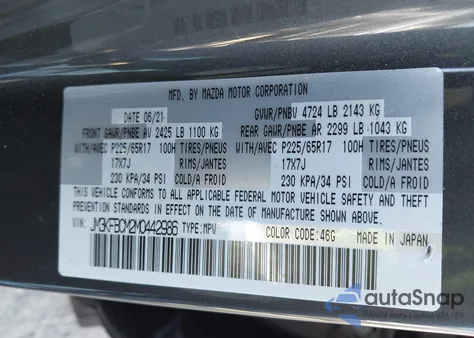 MFD. BY MAZDA MOTOR CORPORATION
DATE 06/21 GVWR/PNBV 4724 LB 2143 KG
FRONT GAWR/PNBE AV 2425 LB 1100 KG REAR GAWR/PNBE AR 2299 LB 1043 KG
WITH/AVEC P225/65R17 100H TIRES/PNEUS WITH/AVEC P225/65R17 100H TIRES/PNEUS
17X7J RIMS/JANTES 17X7J RIMS/JANTES
230 KPA/34 PSI COLD/A FROID 230 KPA/34 PSI COLD/A FROID
THIS VEHICLE CONFORMS TO ALL APPLICABLE FEDERAL MOTOR VEHICLE SAFETY AND THEFT
PREVENTION STANDARDS IN EFFECT ON THE DATE OF MANUFACTURE SHOWN ABOVE.
VIN: JM3KFBCM2M0442986 TYPE: MPV COLOR CODE: 46G MADE IN JAPAN
autoSnap